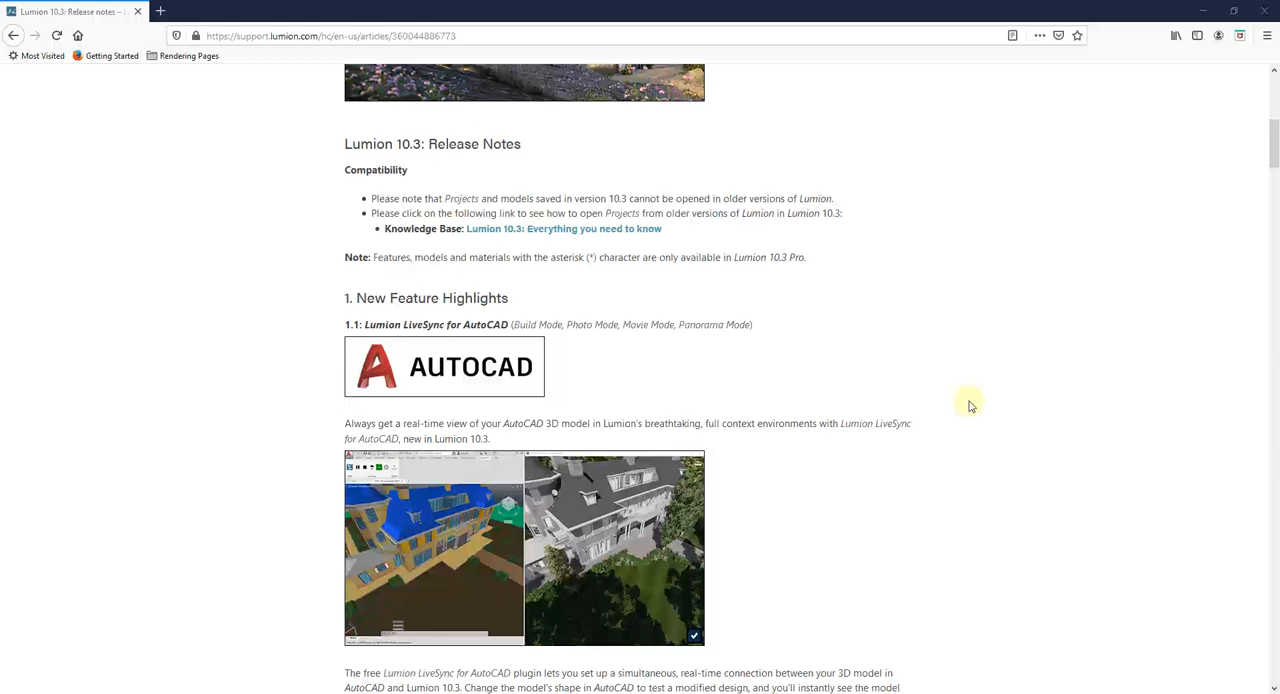 Lumion 10.3: Release notes –
https://support.lumion.com/hc/en-us/articles/360044886773
Most Visited Getting Started Rendering Pages
Lumion 10.3: Release Notes
Compatibility
Please note that Projects and models saved in version 10.3 cannot be opened in older versions of Lumion.
Please click on the following link to see how to open Projects from older versions of Lumion in Lumion 10.3:
Knowledge Base: Lumion 10.3: Everything you need to know
Note: Features, models and materials with the asterisk (*) character are only available in Lumion 10.3 Pro.
1. New Feature Highlights
1.1: Lumion LiveSync for AutoCAD (Build Mode, Photo Mode, Movie Mode, Panorama Mode)
A AUTOCAD
Always get a real-time view of your AutoCAD 3D model in Lumion's breathtaking, full context environments with Lumion LiveSync
for AutoCAD, new in Lumion 10.3.
The free Lumion LiveSync for AutoCAD plugin lets you set up a simultaneous, real-time connection between your 3D model in
AutoCAD and Lumion 10.3. Change the model's shape in AutoCAD to test a modified design, and you'll instantly see the model